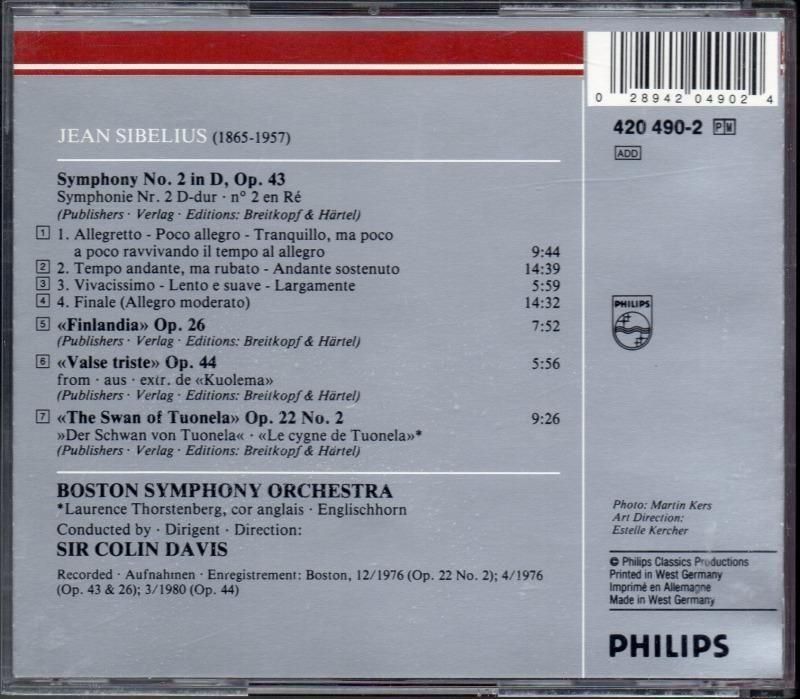 JEAN SIBELIUS (1865-1957)
Symphony No. 2 in D, Op. 43
Symphonie Nr. 2 D-dur · n° 2 en Ré
(Publishers · Verlag · Editions: Breitkopf & Härtel)
1 1. Allegretto - Poco allegro - Tranquillo, ma poco
a poco ravvivando il tempo al allegro 9:44
2 2. Tempo andante, ma rubato - Andante sostenuto 14:39
3 3. Vivacissimo - Lento e suave - Largamente 5:59
4 4. Finale (Allegro moderato) 14:32
5 «Finlandia» Op. 26 7:52
(Publishers · Verlag · Editions: Breitkopf & Härtel)
6 «Valse triste» Op. 44 5:56
from · aus · extr. de «Kuolema»
(Publishers · Verlag · Editions: Breitkopf & Härtel)
7 «The Swan of Tuonela» Op. 22 No. 2 9:26
»Der Schwan von Tuonela« · «Le cygne de Tuonela»*
(Publishers · Verlag · Editions: Breitkopf & Härtel)
BOSTON SYMPHONY ORCHESTRA
*Laurence Thorstenberg, cor anglais · Englischhorn
Conducted by · Dirigent · Direction:
SIR COLIN DAVIS
Recorded · Aufnahmen · Enregistrement: Boston, 12/1976 (Op. 22 No. 2); 4/1976
(Op. 43 & 26); 3/1980 (Op. 44)
0 28942 04902 4
420 490-2 PM
ADD
PHILIPS
Photo: Martin Kers
Art Direction:
Estelle Kercher
© Philips Classics Productions
Printed in West Germany
Imprimé en Allemagne
Made in West Germany
PHILIPS